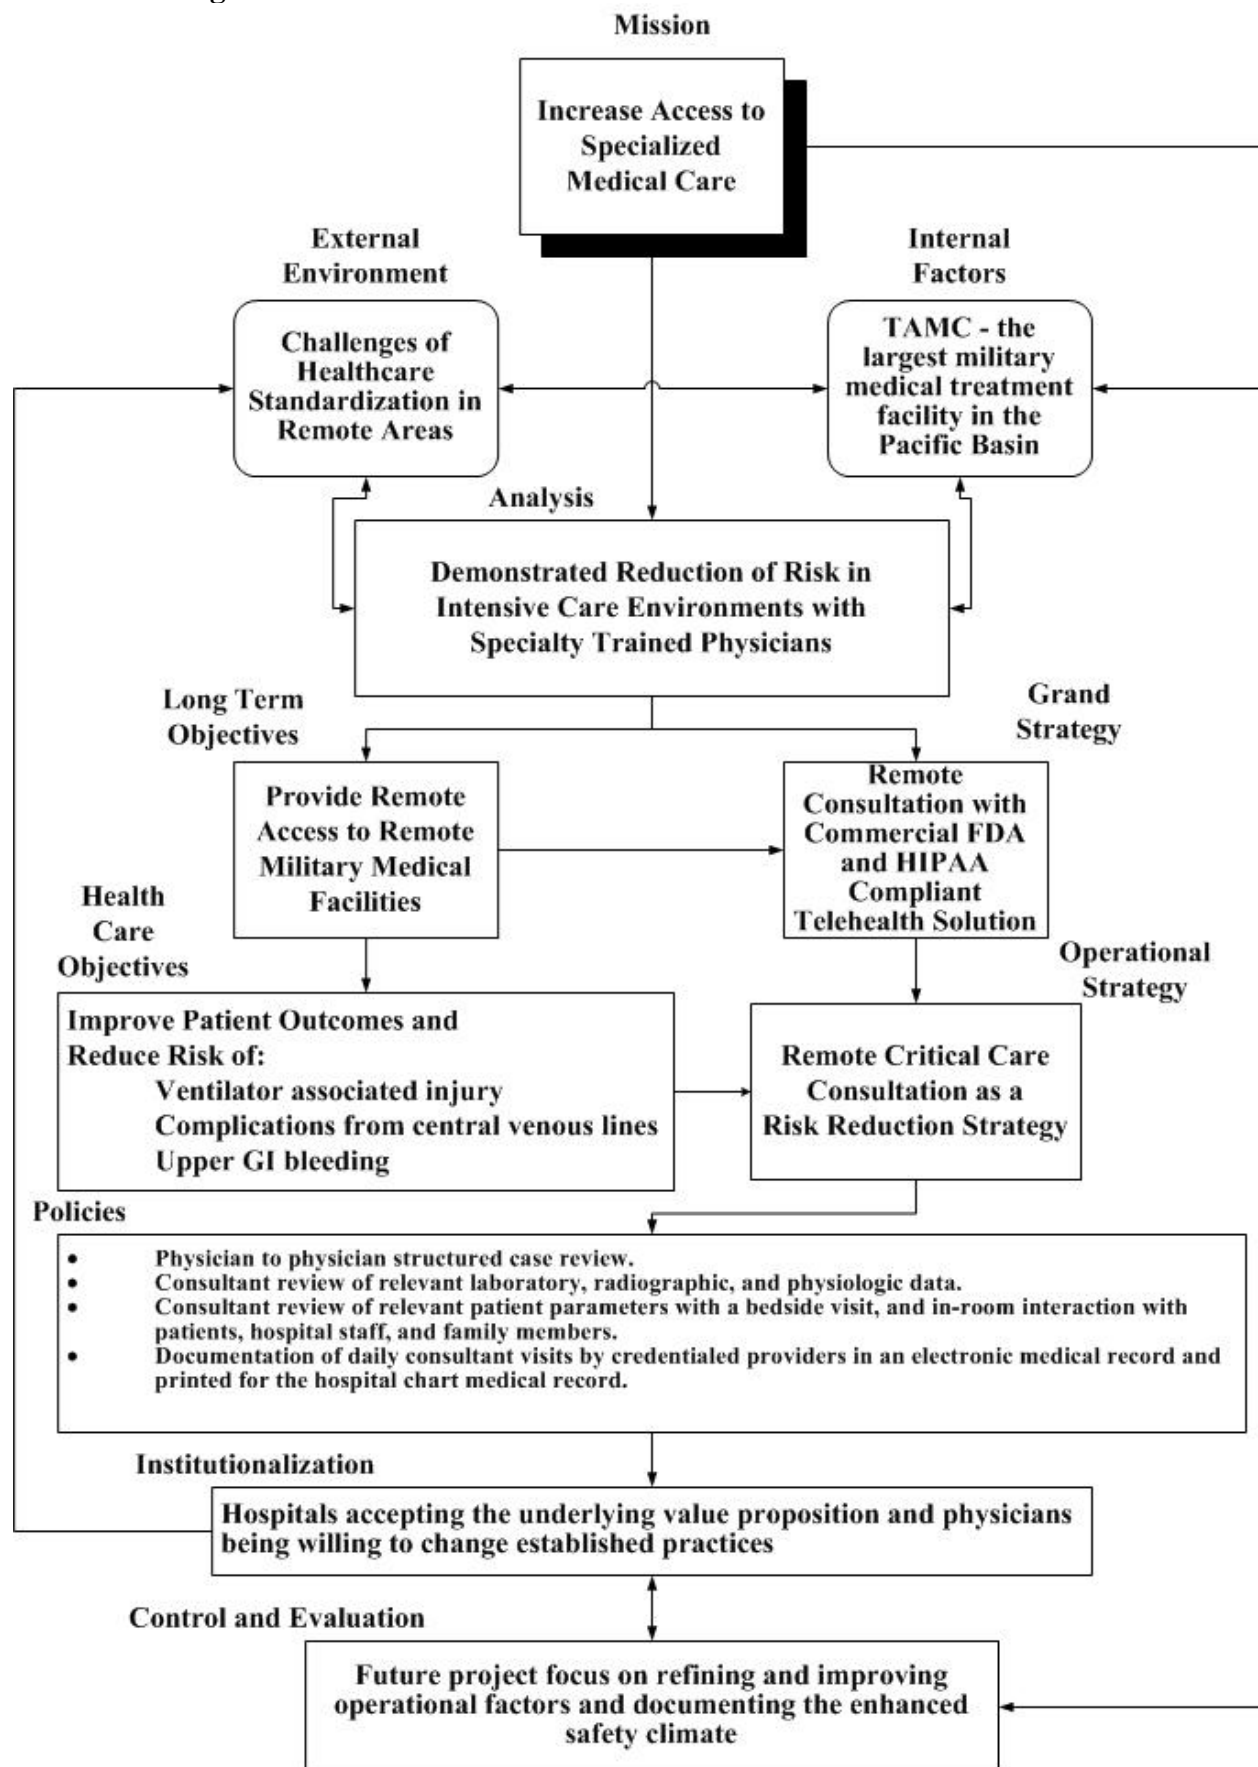 Mission
Increase Access to
Specialized
Medical Care
External
Environment
Internal
Factors
Challenges of
Healthcare
Standardization in
Remote Areas
TAMC - the
largest military
medical treatment
facility in the
Pacific Basin
Analysis
Demonstrated Reduction of Risk in
Intensive Care Environments with
Specialty Trained Physicians
Long Term
Objectives
Grand
Strategy
Provide Remote
Access to Remote
Military Medical
Facilities
Remote
Consultation with
Commercial FDA
and HIPAA
Compliant
Telehealth Solution
Health
Care
Objectives
Operational
Strategy
Improve Patient Outcomes and
Reduce Risk of:
Ventilator associated injury
Complications from central venous lines
Upper GI bleeding
Remote Critical Care
Consultation as a
Risk Reduction Strategy
Policies
• Physician to physician structured case review.
• Consultant review of relevant laboratory, radiographic, and physiologic data.
• Consultant review of relevant patient parameters with a bedside visit, and in-room interaction with
patients, hospital staff, and family members.
• Documentation of daily consultant visits by credentialed providers in an electronic medical record and
printed for the hospital chart medical record.
Institutionalization
Hospitals accepting the underlying value proposition and physicians
being willing to change established practices
Control and Evaluation
Future project focus on refining and improving
operational factors and documenting the enhanced
safety climate